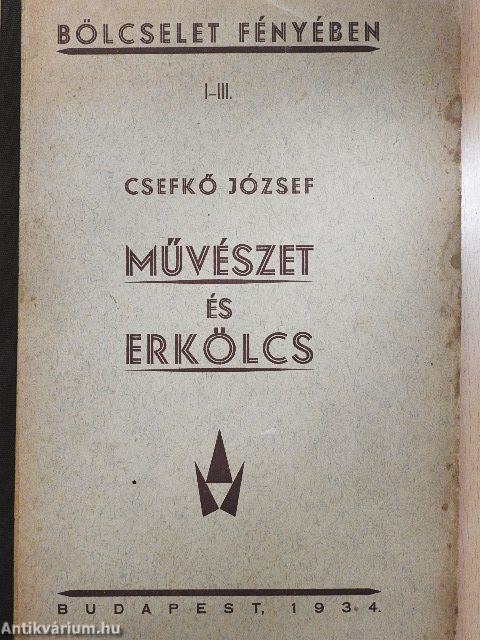 BÖLCSELET FÉNYÉBEN
I–III.
CSEFKŐ JÓZSEF
MŰVÉSZET
ÉS
ERKÖLCS
BUDAPEST, 1934.
Antikvárium.hu